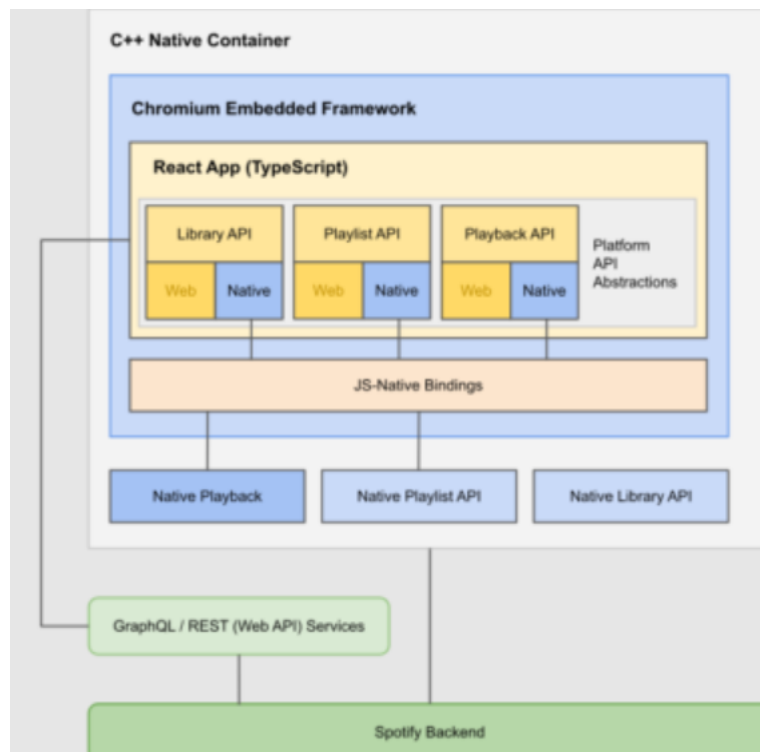 C++ Native Container
Chromium Embedded Framework
React App (TypeScript)
Library API
Playlist API
Playback API
Platform
API
Abstractions
Web
Native
Web
Native
Web
Native
JS-Native Bindings
Native Playback
Native Playlist API
Native Library API
GraphQL / REST (Web API) Services
Spotify Backend